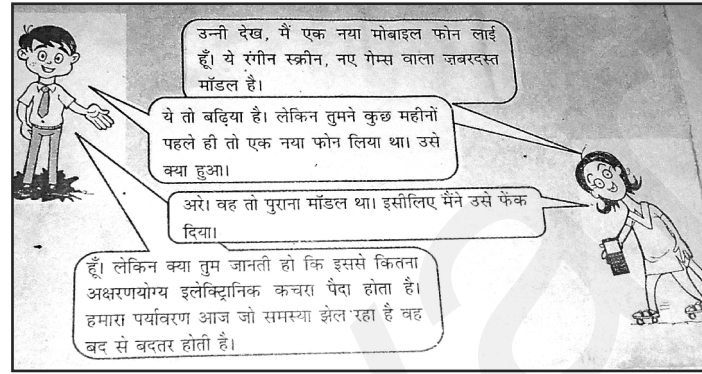 उन्नी देख, मैं एक नया मोबाइल फोन लाई
हूँ। ये रंगीन स्क्रीन, नए गेम्स वाला ज़बरदस्त
मॉडल है।
ये तो बढ़िया है। लेकिन तुमने कुछ महीनों
पहले ही तो एक नया फोन लिया था। उसे
क्या हुआ।
अरे। वह तो पुराना मॉडल था। इसीलिए मैंने उसे फेंक
दिया।
हूँ। लेकिन क्या तुम जानती हो कि इससे कितना
अक्षरणयोग्य इलेक्ट्रिानिक कचरा पैदा होता है।
हमारा पर्यावरण आज जो समस्या झेल रहा है वह
बद से बदतर होती है।